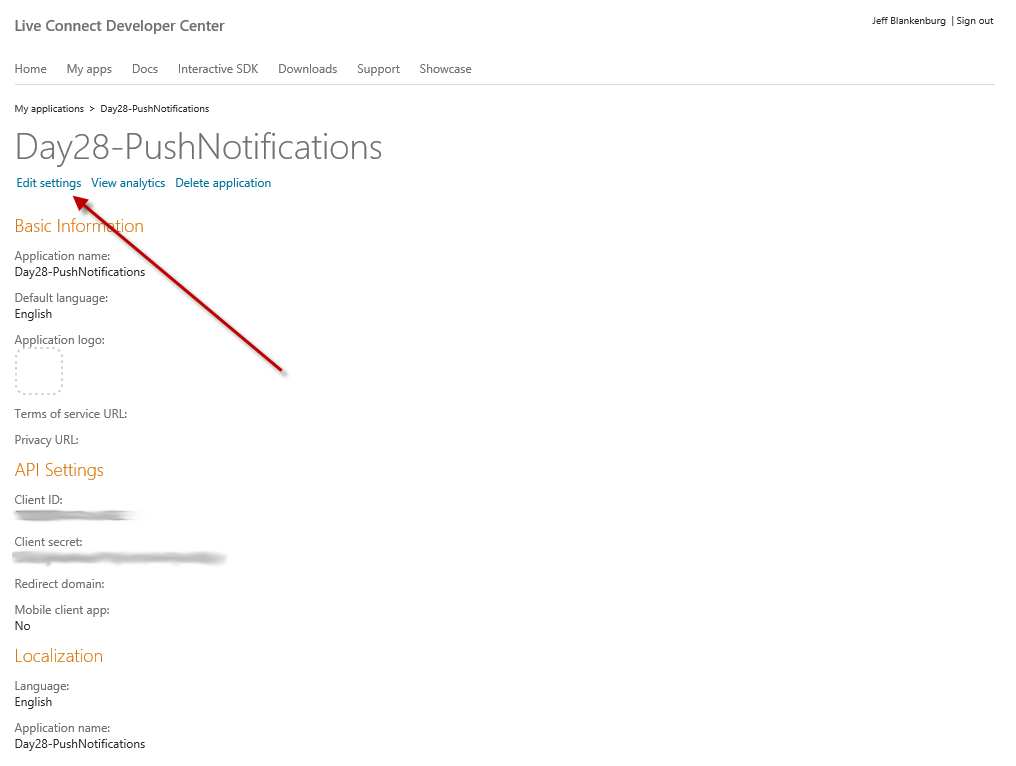 Live Connect Developer Center
Jeff Blankenburg | Sign out
Home My apps Docs Interactive SDK Downloads Support Showcase
My applications > Day28-PushNotifications
Day28-PushNotifications
Edit settings View analytics Delete application
Basic Information
Application name:
Day28-PushNotifications
Default language:
English
Application logo:
Terms of service URL:
Privacy URL:
API Settings
Client ID:
Client secret:
Redirect domain:
Mobile client app:
No
Localization
Language:
English
Application name:
Day28-PushNotifications